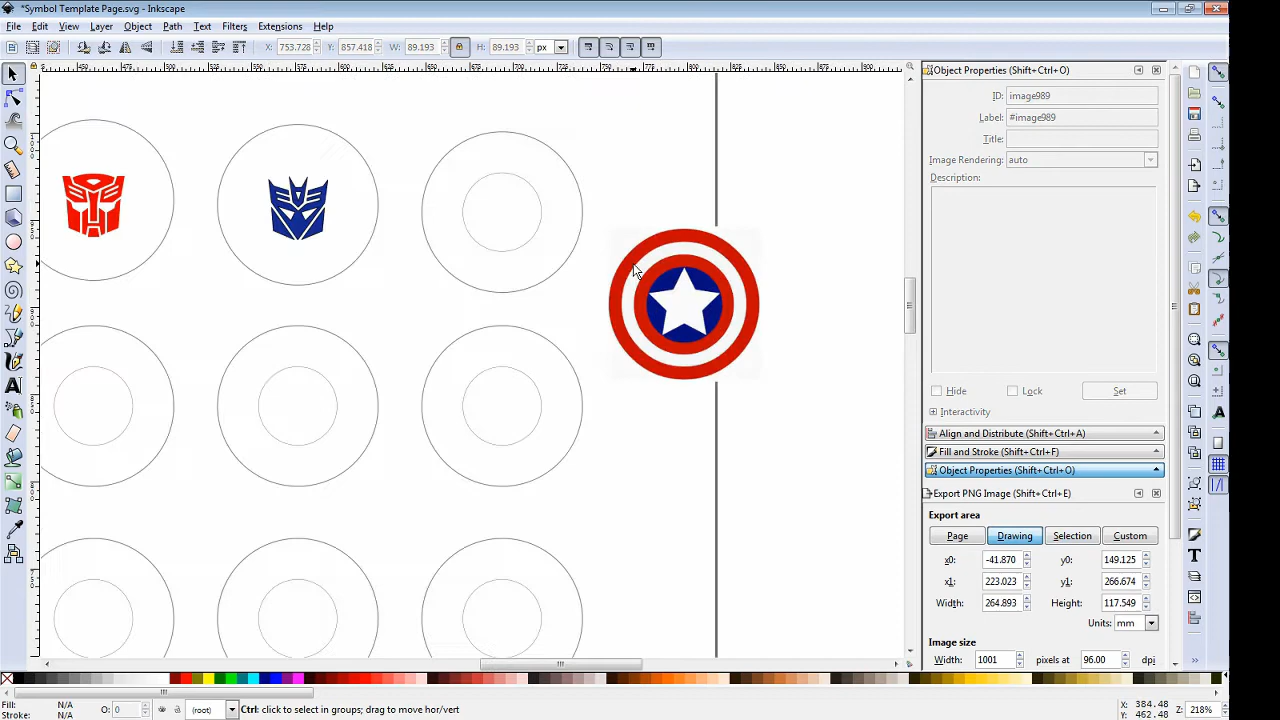 *Symbol Template Page.svg - Inkscape
File Edit View Layer Object Path Text Filters Extensions Help
X: 753.728 Y: 857.418 W: 89.193 H: 89.193 px
Object Properties (Shift+Ctrl+O)
ID: image989
Label: #image989
Title:
Image Rendering: auto
Description:
Hide Lock Set
Interactivity
Align and Distribute (Shift+Ctrl+A)
Fill and Stroke (Shift+Ctrl+F)
Object Properties (Shift+Ctrl+O)
Export PNG Image (Shift+Ctrl+E)
Export area
Page Drawing Selection Custom
x0: -41.870 y0: 149.125
x1: 223.023 y1: 266.674
Width: 264.893 Height: 117.549
Units: mm
Image size
Width: 1001 pixels at 96.00 dpi
Fill: N/A
Stroke: N/A
O: 0 (root) Ctrl: click to select in groups; drag to move hor/vert
X: 384.48
Y: 462.48
Z: 218%